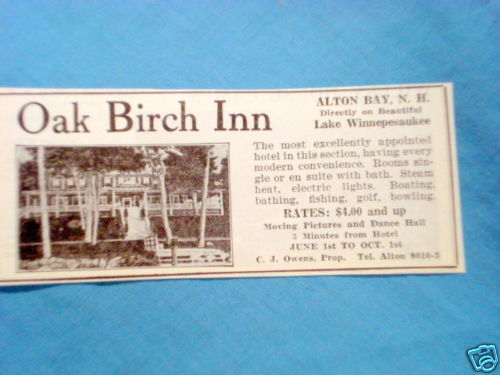 Oak Birch Inn
ALTON BAY, N. H.
Directly on Beautiful
Lake Winnepesaukee
The most excellently appointed
hotel in this section, having every
modern convenience. Rooms sin-
gle or en suite with bath. Steam
heat, electric lights. Boating,
bathing, fishing, golf, bowling.
RATES: $4.00 and up
Moving Pictures and Dance Hall
3 Minutes from Hotel
JUNE 1st TO OCT. 1st
C. J. Owens, Prop. Tel. Alton 8016-2